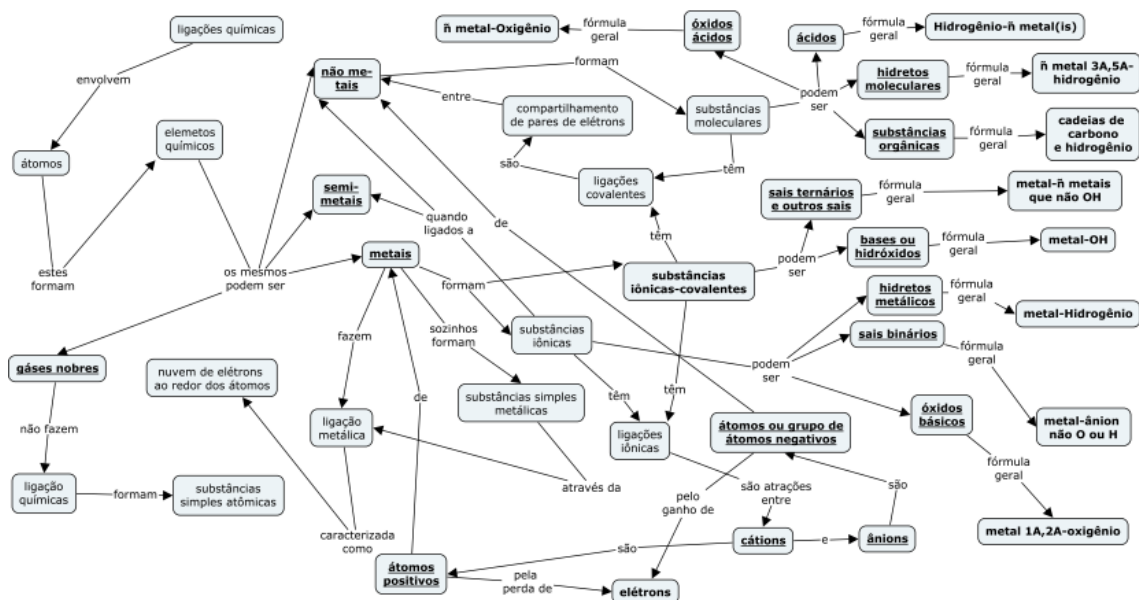 ligações químicas
envolvem
átomos
estes
formam
elemetos
químicos
os mesmos
podem ser
não me-
tais
semi-
metais
metais
gáses nobres
não fazem
ligação
químicas
formam
substâncias
simples atômicas
nuvem de elétrons
ao redor dos átomos
caracterizada
como
fazem
ligação
metálica
sozinhos
formam
substâncias simples
metálicas
através da
de
átomos
positivos
pela
perda de
elétrons
formam
substâncias
iônicas
quando
ligados a
têm
ligações
iônicas
são atrações
entre
cátions
e
ânions
são
são
átomos ou grupo de
átomos negativos
pelo
ganho de
de
formam
substâncias
moleculares
têm
ligações
covalentes
são
compartilhamento
de pares de elétrons
entre
substâncias
iônicas-covalentes
têm
têm
podem
ser
óxidos
ácidos
fórmula
geral
ñ metal-Oxigênio
ácidos
fórmula
geral
Hidrogênio-ñ metal(is)
hidretos
moleculares
fórmula
geral
ñ metal 3A,5A-
hidrogênio
substâncias
orgânicas
fórmula
geral
cadeias de
carbono
e hidrogênio
podem
ser
sais ternários
e outros sais
fórmula
geral
metal-ñ metais
que não OH
bases ou
hidróxidos
fórmula
geral
metal-OH
podem
ser
hidretos
metálicos
fórmula
geral
metal-Hidrogênio
sais binários
fórmula
geral
metal-ânion
não O ou H
óxidos
básicos
fórmula
geral
metal 1A,2A-oxigênio